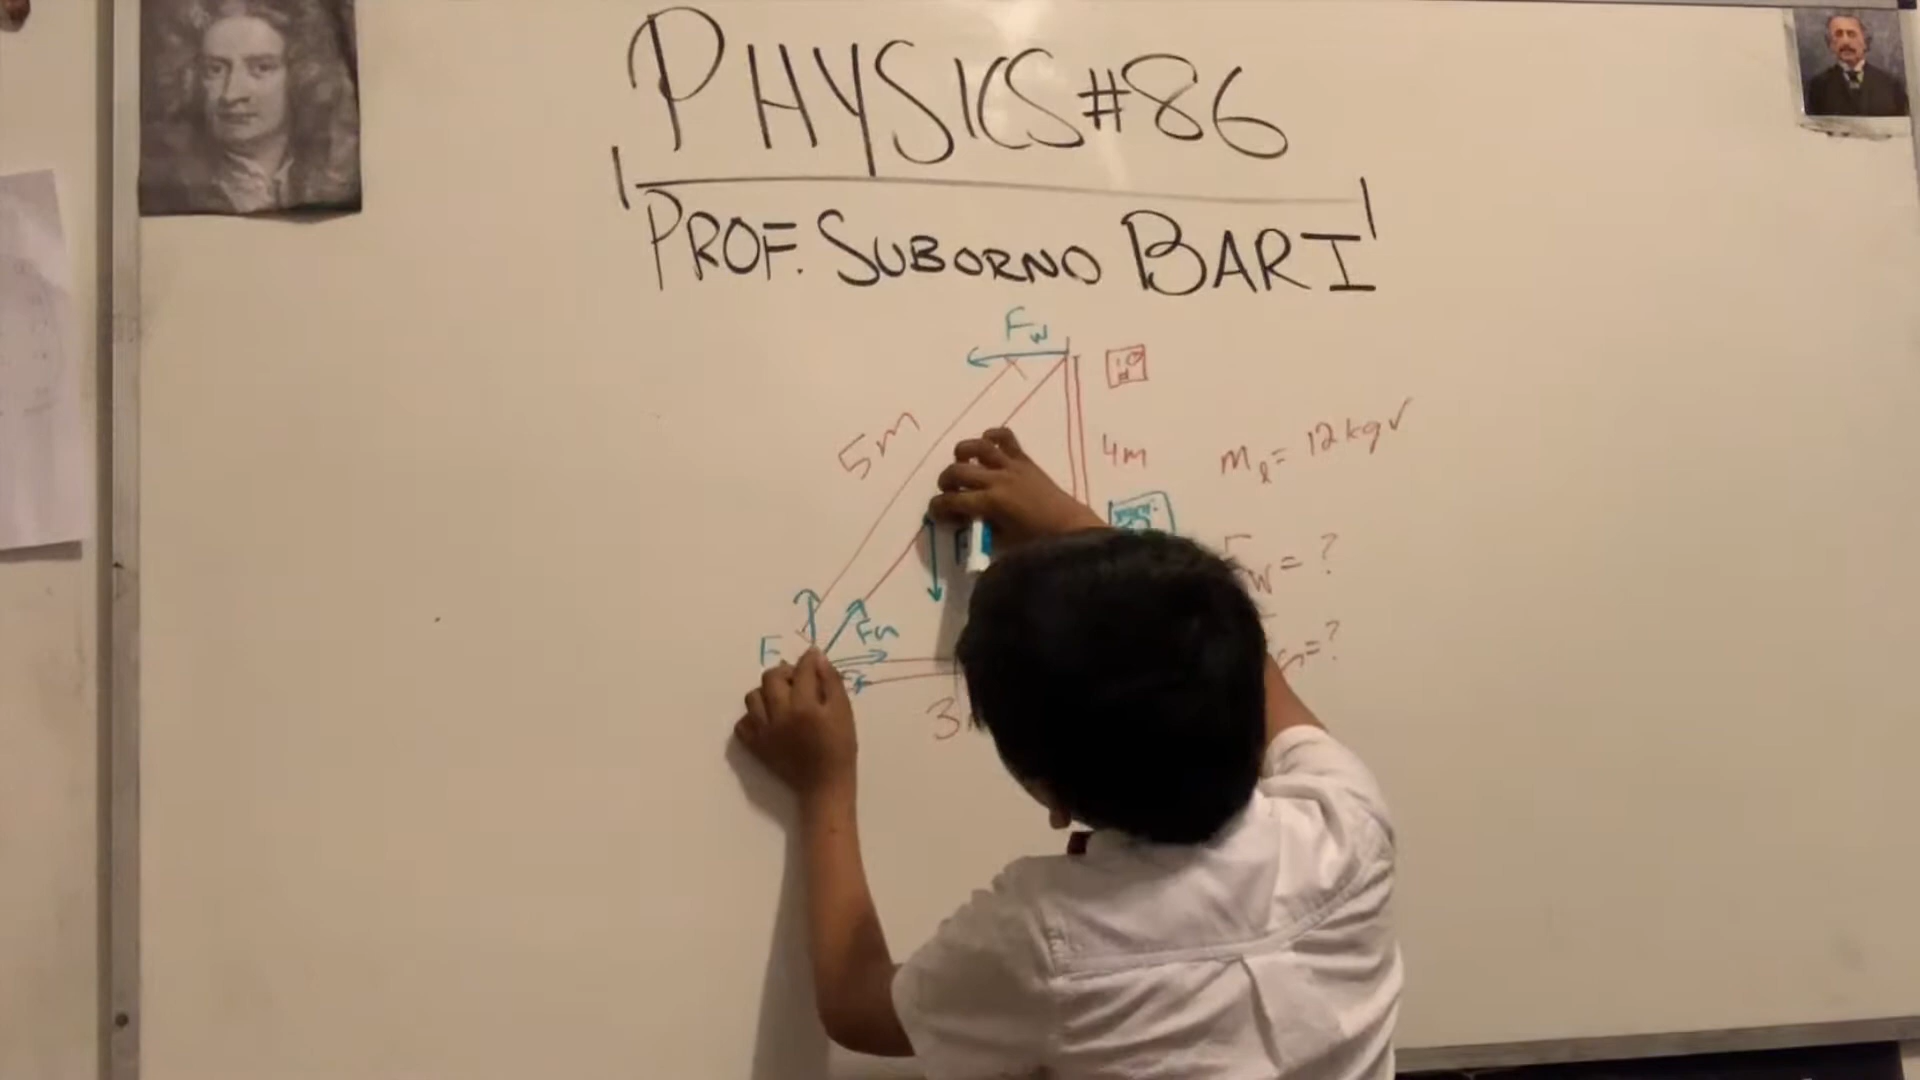 PHYSICS #86
PROF. SUBORNO BARI
Fw
5m
4m
mℓ = 12kg √
W = ?
Fn
F
= ?
3